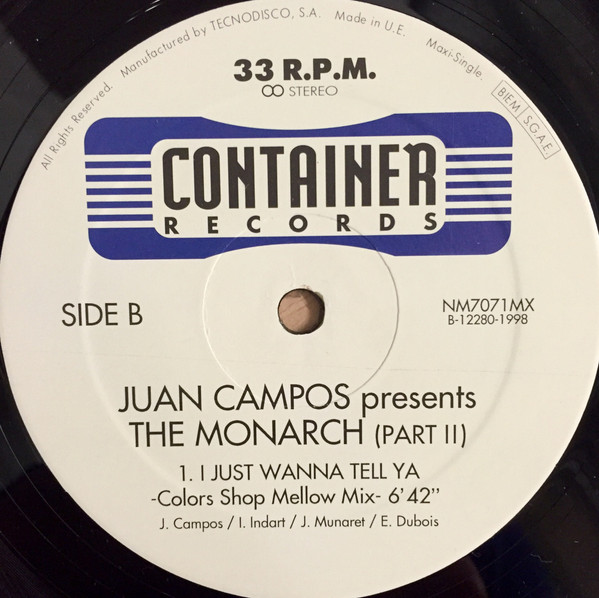 All Rights Reserved. Manufactured by TECNODISCO, S.A. Made in U.E. Maxi-Single.
BIEM S.G.A.E.
33 R.P.M.
STEREO
CONTAINER
RECORDS
SIDE B
NM7071MX
B-12280-1998
JUAN CAMPOS presents
THE MONARCH (PART II)
1. I JUST WANNA TELL YA
-Colors Shop Mellow Mix- 6'42"
J. Campos / I. Indart / J. Munaret / E. Dubois